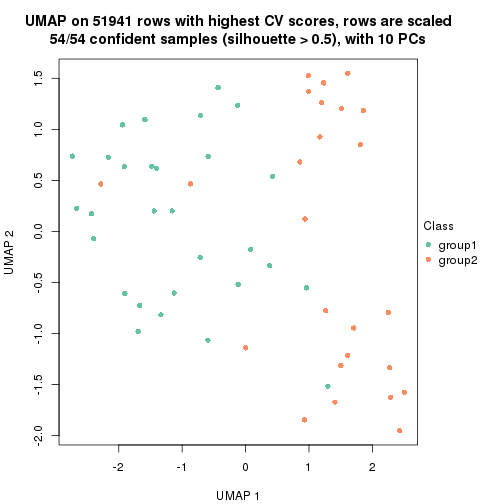 UMAP on 51941 rows with highest CV scores, rows are scaled
54/54 confident samples (silhouette > 0.5), with 10 PCs
1.5
1.0
0.5
0.0
-0.5
-1.0
-1.5
-2.0
UMAP 2
Class
group1
group2
-2
-1
0
1
2
UMAP 1